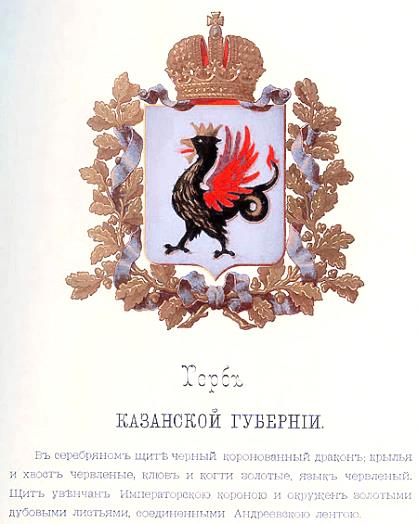 Гербъ
КАЗАНСКОЙ ГУБЕРНІИ.
Въ серебряномъ щитѣ черный коронованный драконъ; крылья
и хвостъ червленые, клювъ и когти золотые, языкъ червленый.
Щитъ увѣнчанъ Императорскою короною и окруженъ золотыми
дубовыми листьями, соединенными Андреевскою лентою.